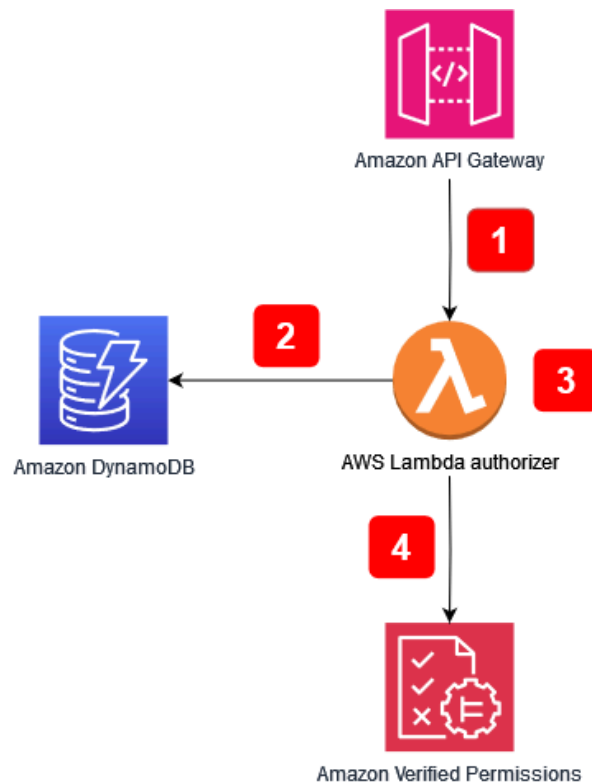 </>
Amazon API Gateway
1
2
3
Amazon DynamoDB
AWS Lambda authorizer
4
Amazon Verified Permissions